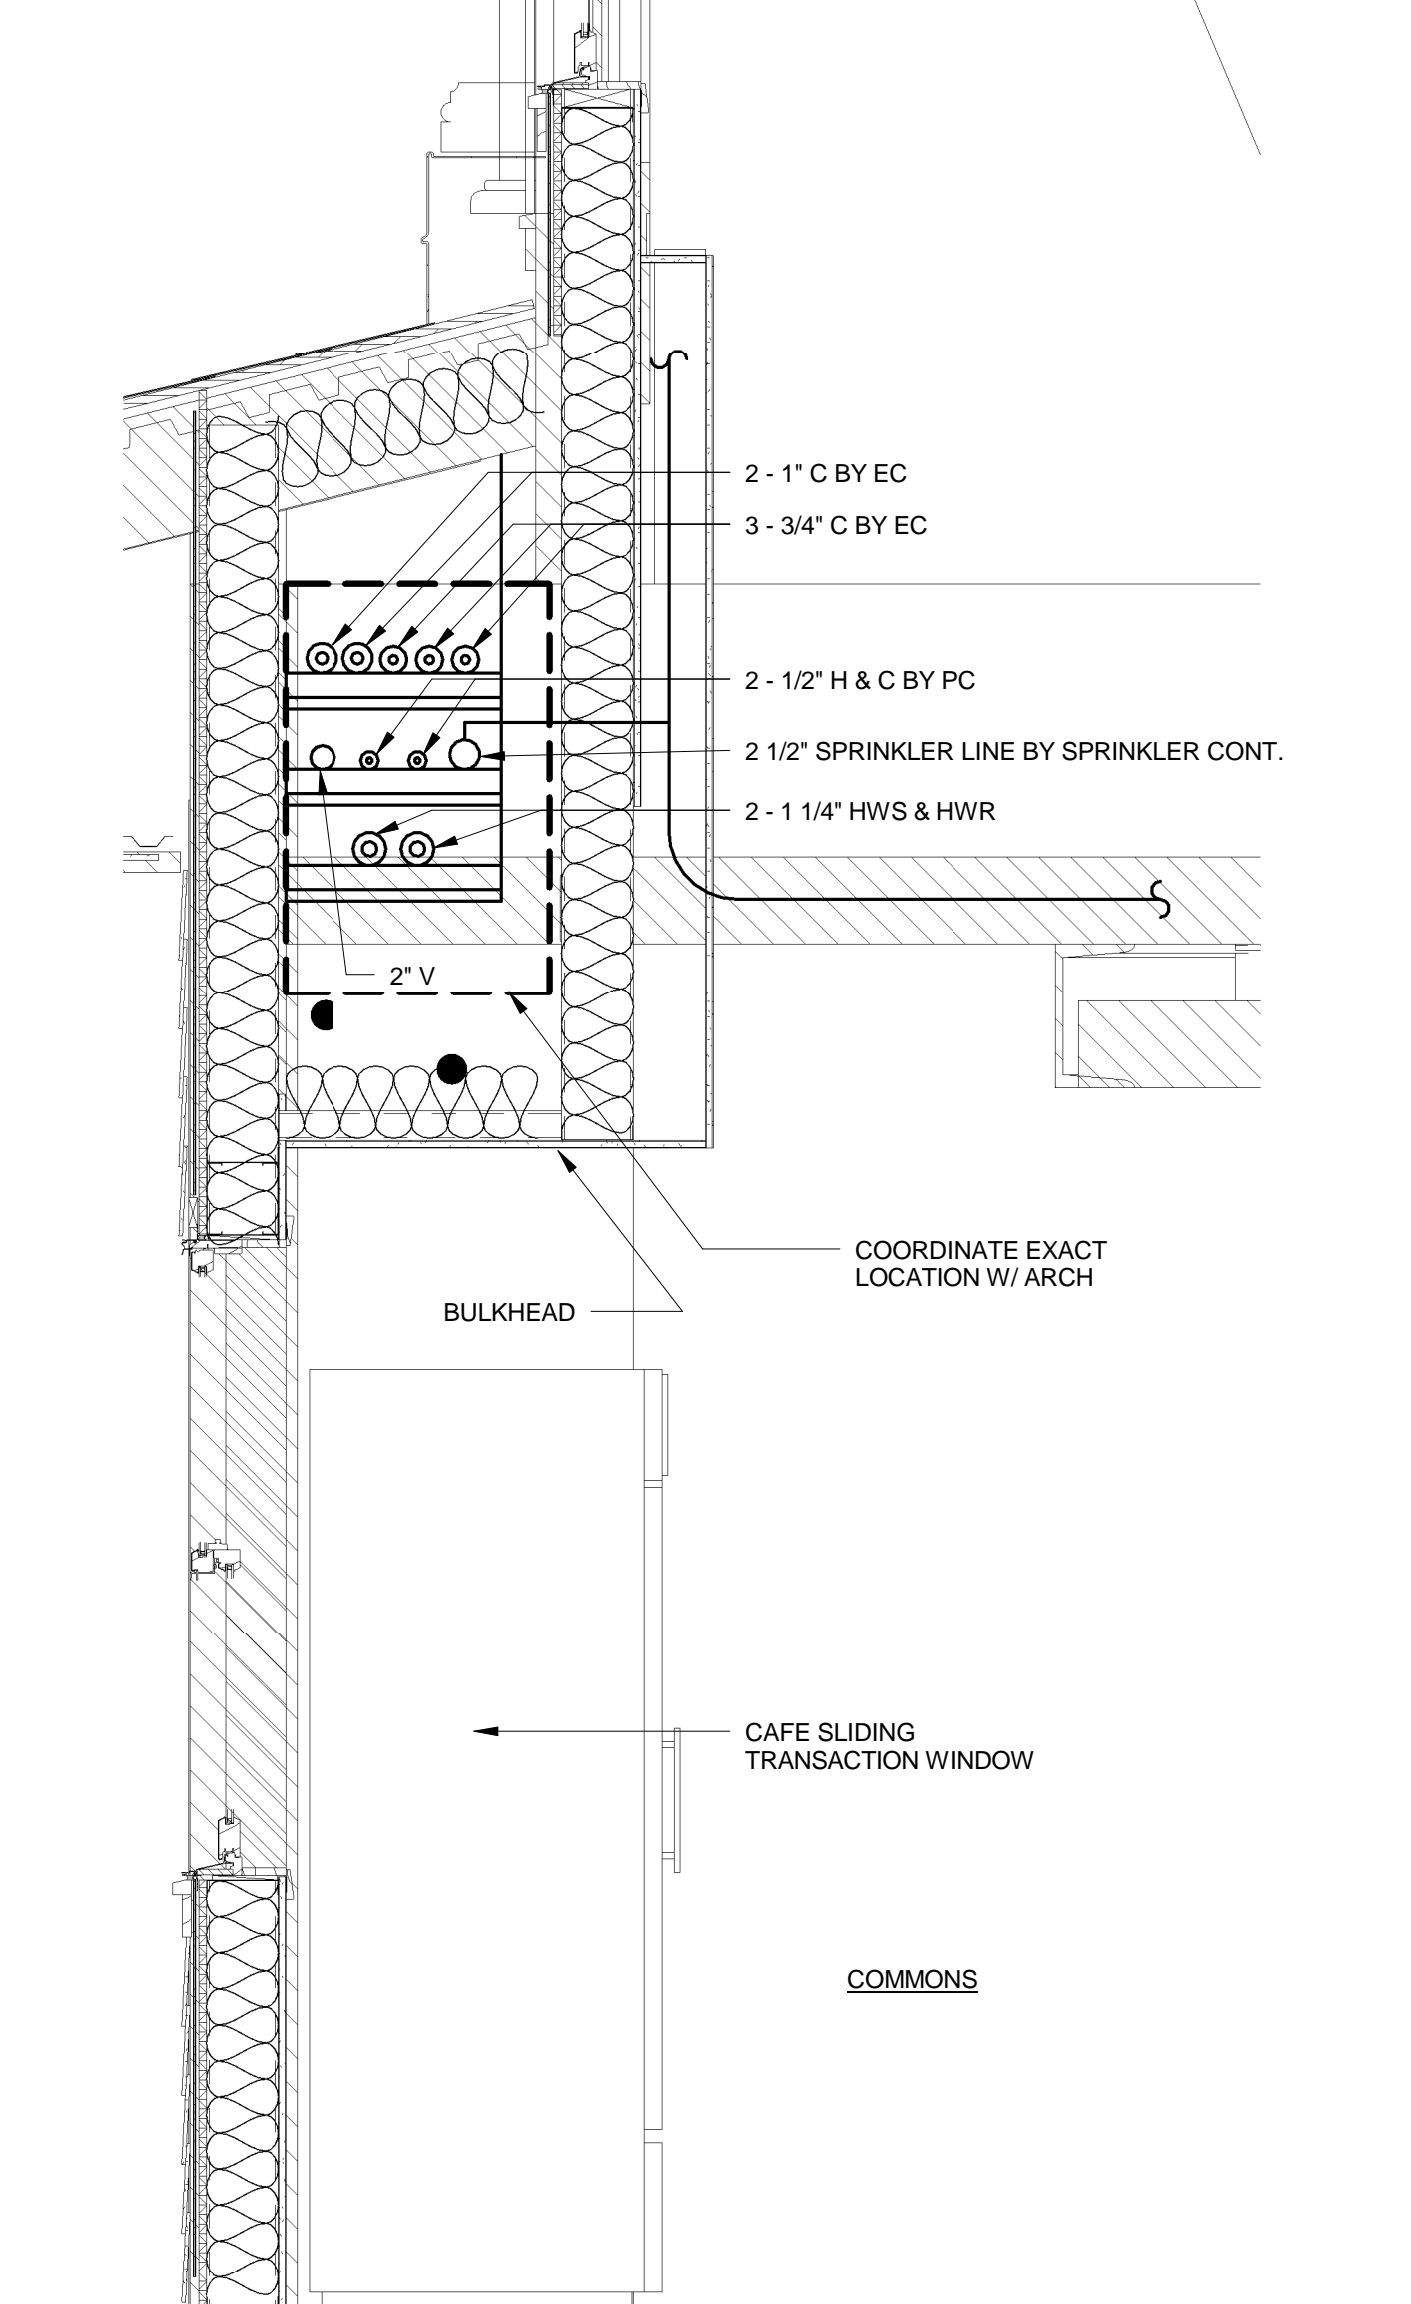 2 - 1" C BY EC
3 - 3/4" C BY EC
2 - 1/2" H & C BY PC
2 1/2" SPRINKLER LINE BY SPRINKLER CONT.
2 - 1 1/4" HWS & HWR
2" V
COORDINATE EXACT
LOCATION W/ ARCH
BULKHEAD
CAFE SLIDING
TRANSACTION WINDOW
COMMONS